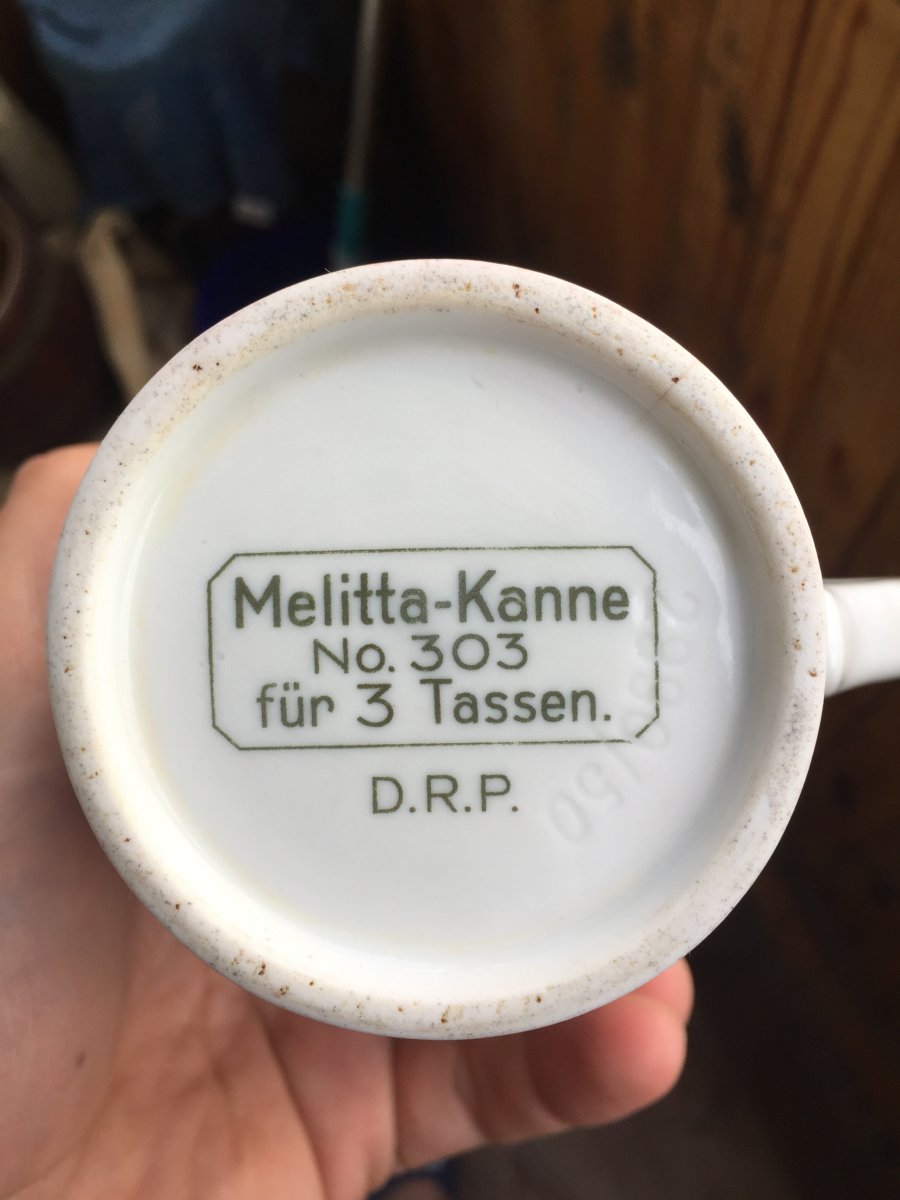 Melitta-Kanne
No. 303
für 3 Tassen.
D.R.P.